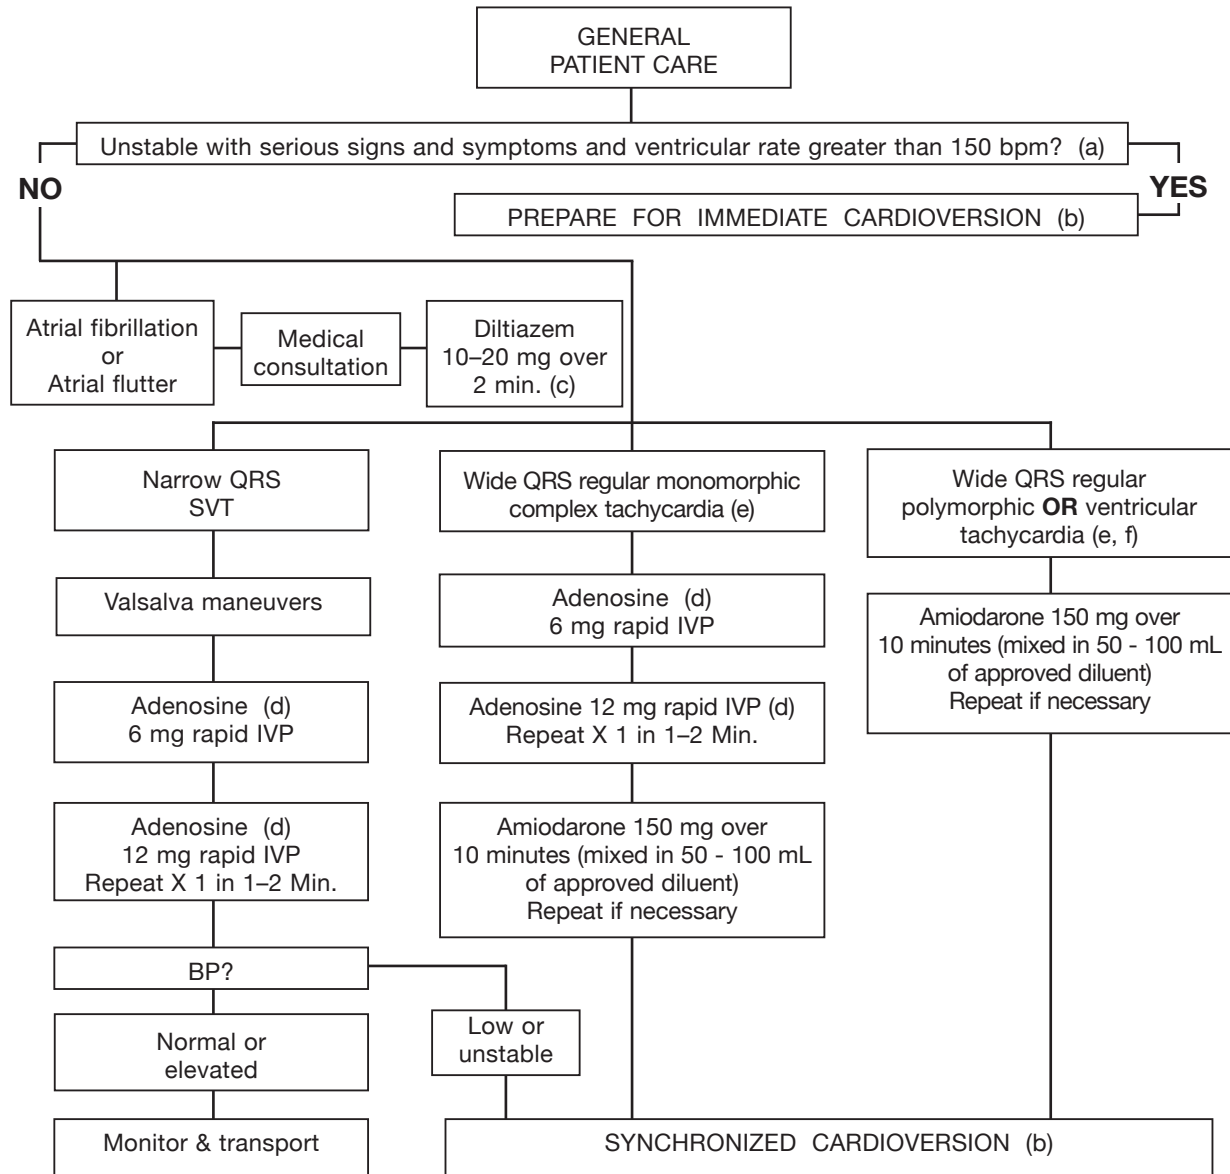 GENERAL
PATIENT CARE
Unstable with serious signs and symptoms and ventricular rate greater than 150 bpm? (a)
NO
YES
PREPARE FOR IMMEDIATE CARDIOVERSION (b)
Atrial fibrillation
or
Atrial flutter
Medical
consultation
Diltiazem
10–20 mg over
2 min. (c)
Narrow QRS
SVT
Valsalva maneuvers
Adenosine (d)
6 mg rapid IVP
Adenosine (d)
12 mg rapid IVP
Repeat X 1 in 1–2 Min.
BP?
Normal or
elevated
Monitor & transport
Low or
unstable
Wide QRS regular monomorphic
complex tachycardia (e)
Adenosine (d)
6 mg rapid IVP
Adenosine 12 mg rapid IVP (d)
Repeat X 1 in 1–2 Min.
Amiodarone 150 mg over
10 minutes (mixed in 50 - 100 mL
of approved diluent)
Repeat if necessary
Wide QRS regular
polymorphic OR ventricular
tachycardia (e, f)
Amiodarone 150 mg over
10 minutes (mixed in 50 - 100 mL
of approved diluent)
Repeat if necessary
SYNCHRONIZED CARDIOVERSION (b)